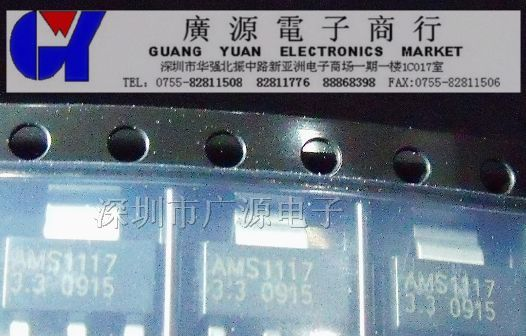 廣源電子商行
GUANG YUAN ELECTRONICS MARKET
深圳市华强北振中路新亚洲电子商场一期一楼1C017室
TEL:0755-82811508 82811776 88868398 FAX:0755-82811506
深圳市广源电子
AMS1117
3.3 0915
AMS1117
3.3 0915
AMS1117
3.3 0915